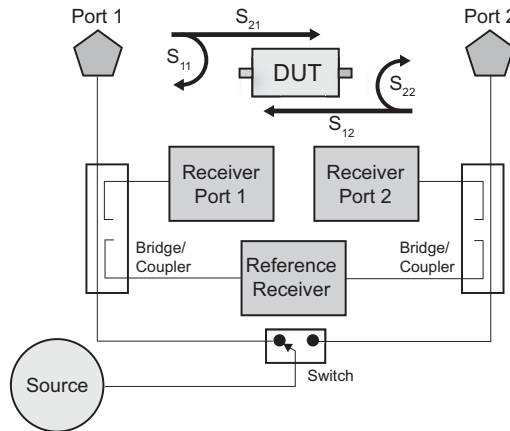 Port 1
Port 2
S21
S11
DUT
S22
S12
Receiver
Port 1
Receiver
Port 2
Bridge/
Coupler
Reference
Receiver
Bridge/
Coupler
Source
Switch